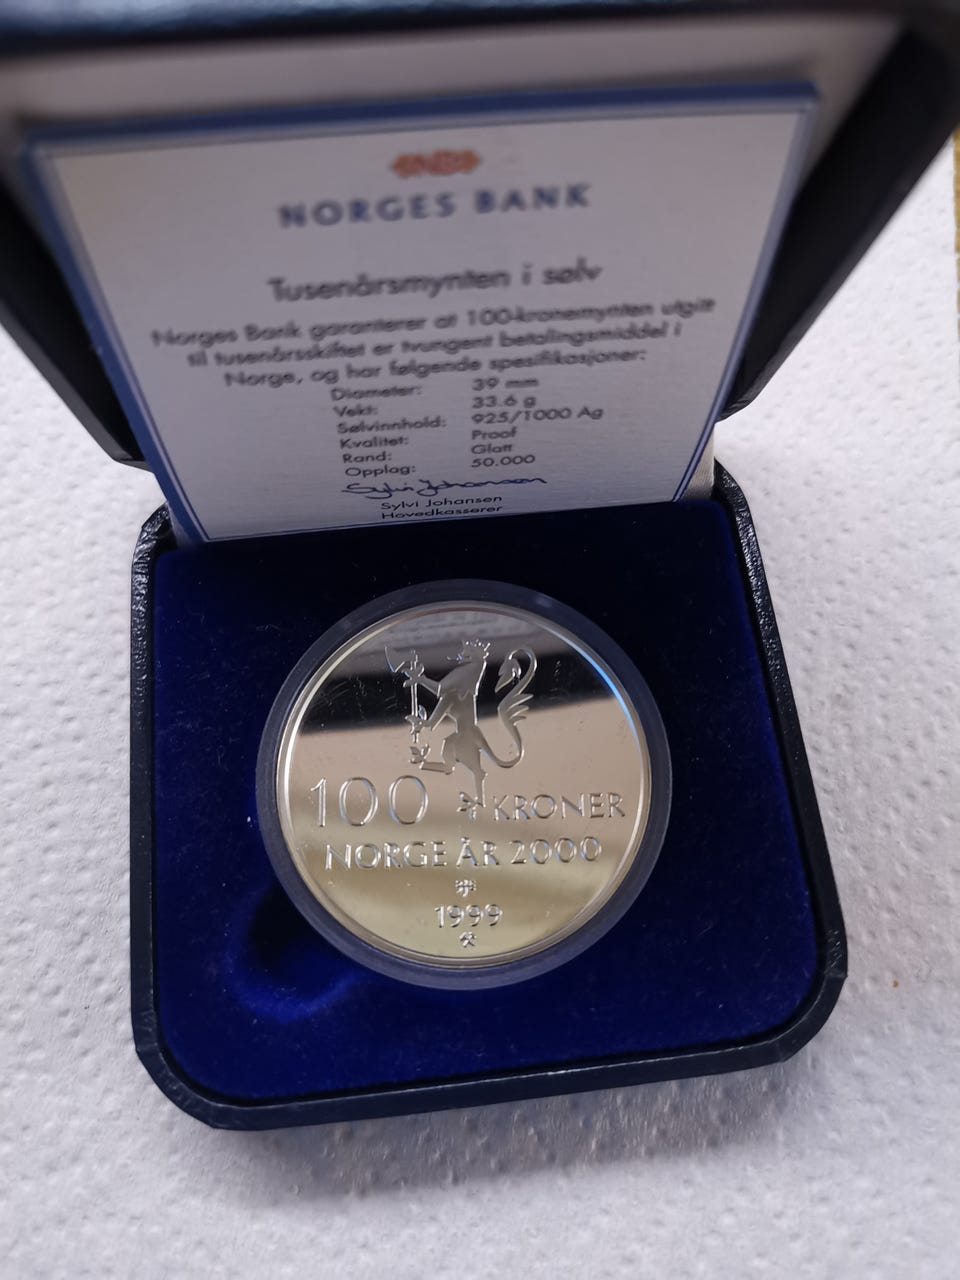 NORGES BANK
Tusenårsmynten i sølv
Norges Bank garanterer at 100-kronemynten utgitt
til tusenårsskiftet er tvungent betalingsmiddel i
Norge, og har følgende spesifikasjoner:
Diameter: 39 mm
Vekt: 33.6 g
Sølvinnhold: 925/1000 Ag
Kvalitet: Proof
Rand: Glatt
Opplag: 50.000
Sylvi Johansen
Sylvi Johansen
Hovedkasserer
100 KRONER
NORGE ÅR 2000
1999